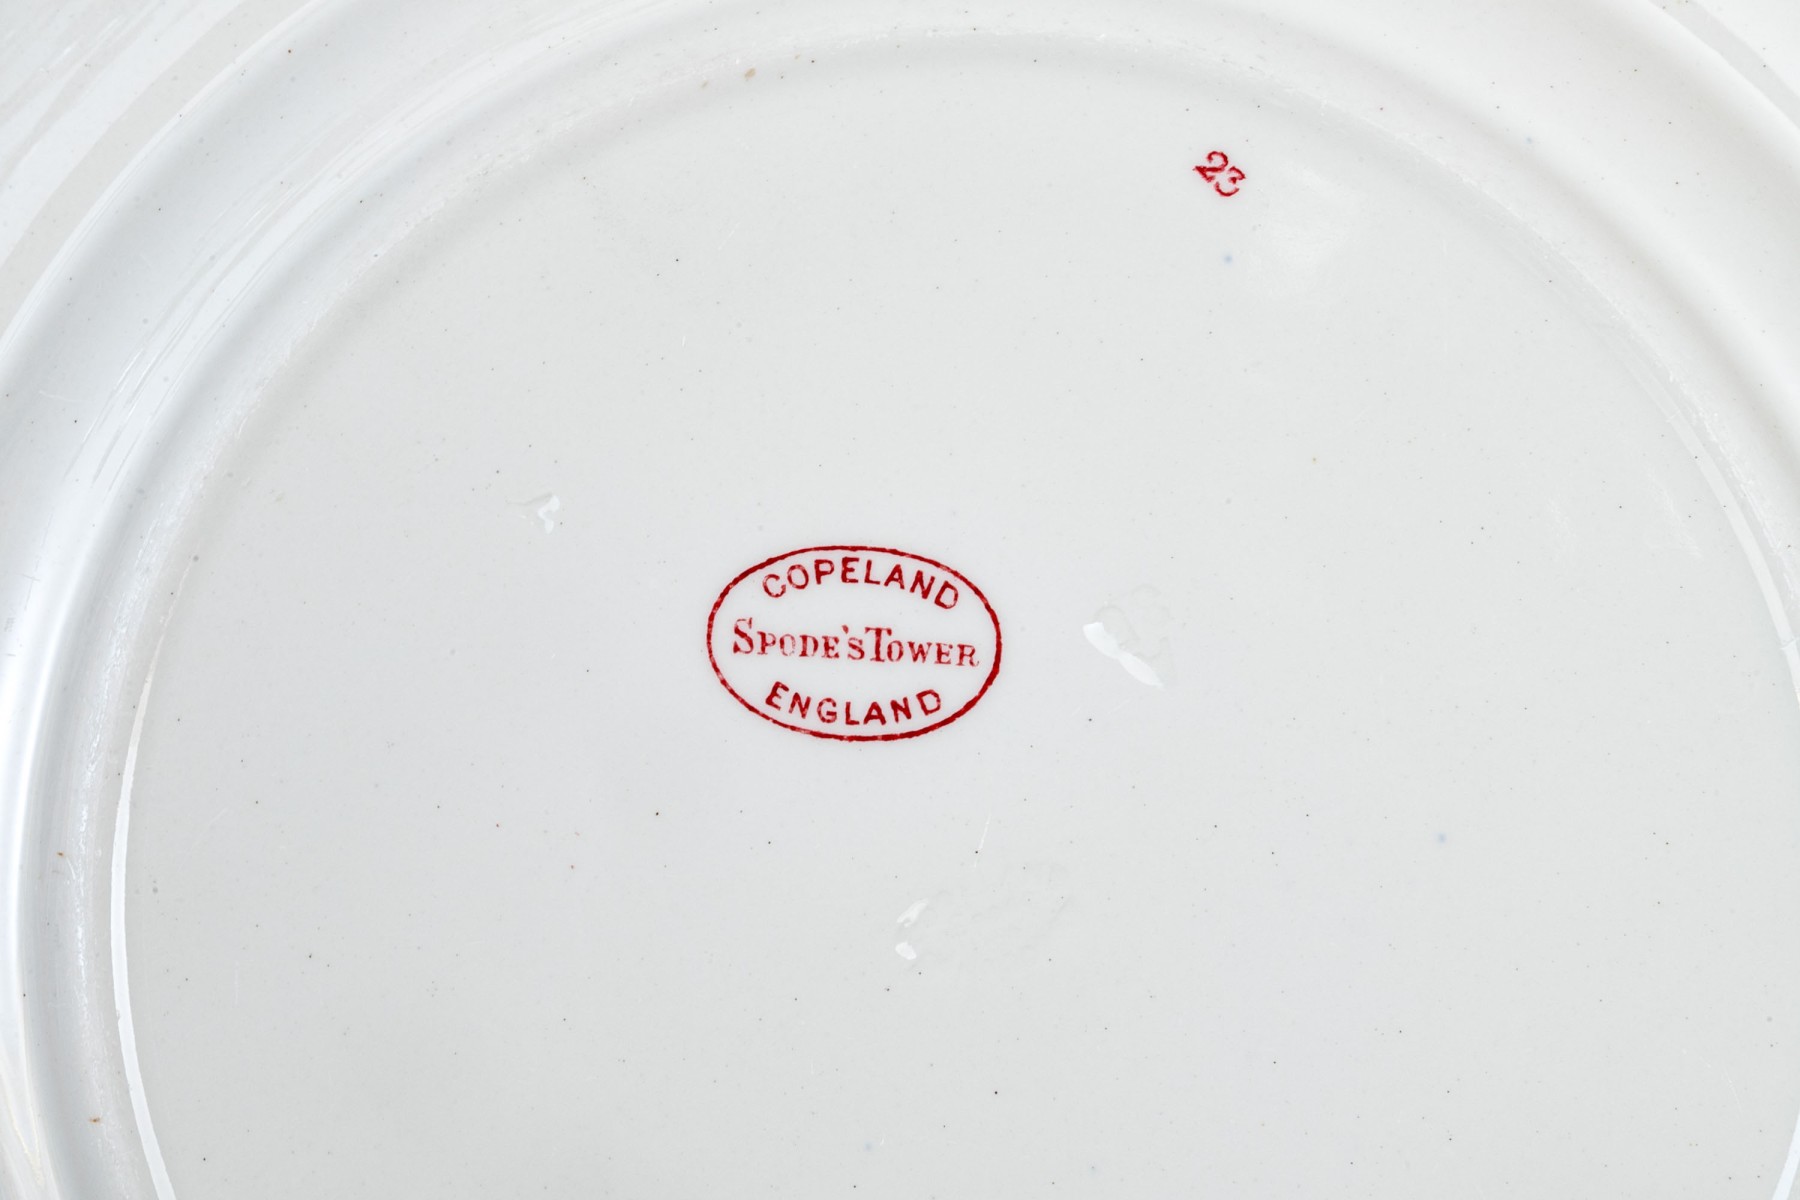 23
COPELAND
SPODE'S TOWER
ENGLAND